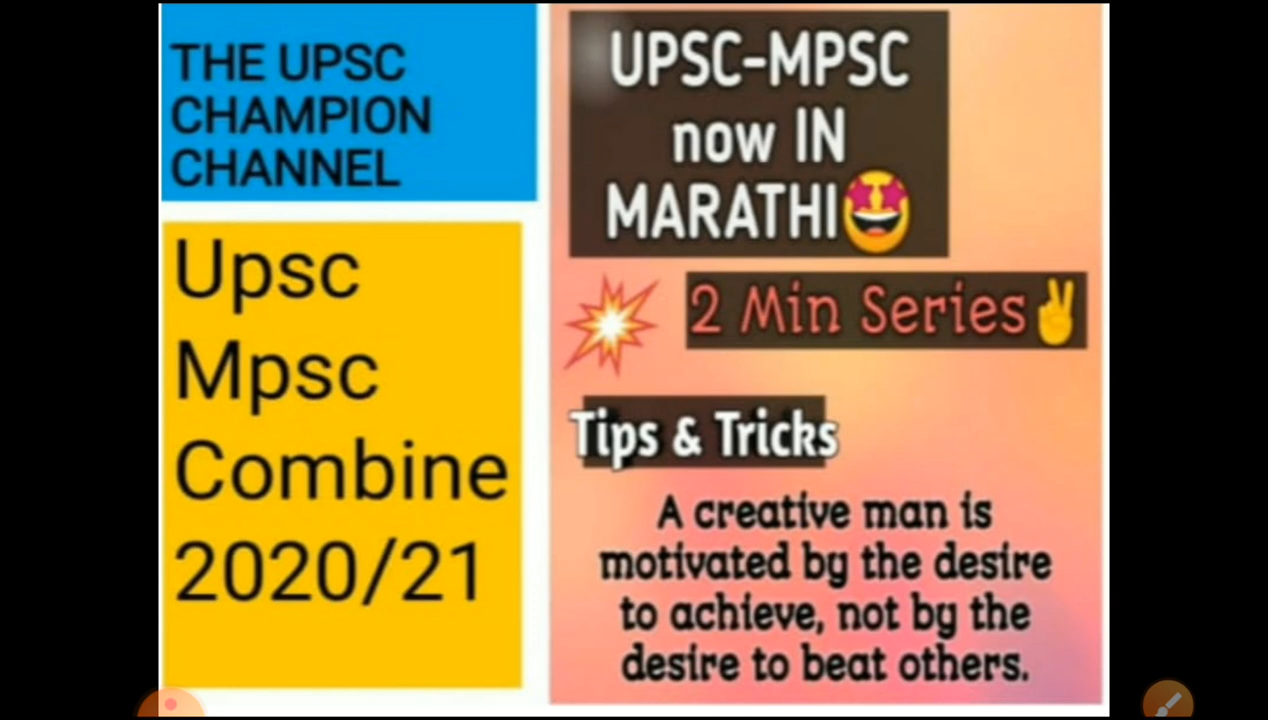 THE UPSC
CHAMPION
CHANNEL
Upsc
Mpsc
Combine
2020/21
UPSC-MPSC
now IN
MARATHI🤩
2 Min Series✌
Tips & Tricks
A creative man is
motivated by the desire
to achieve, not by the
desire to beat others.